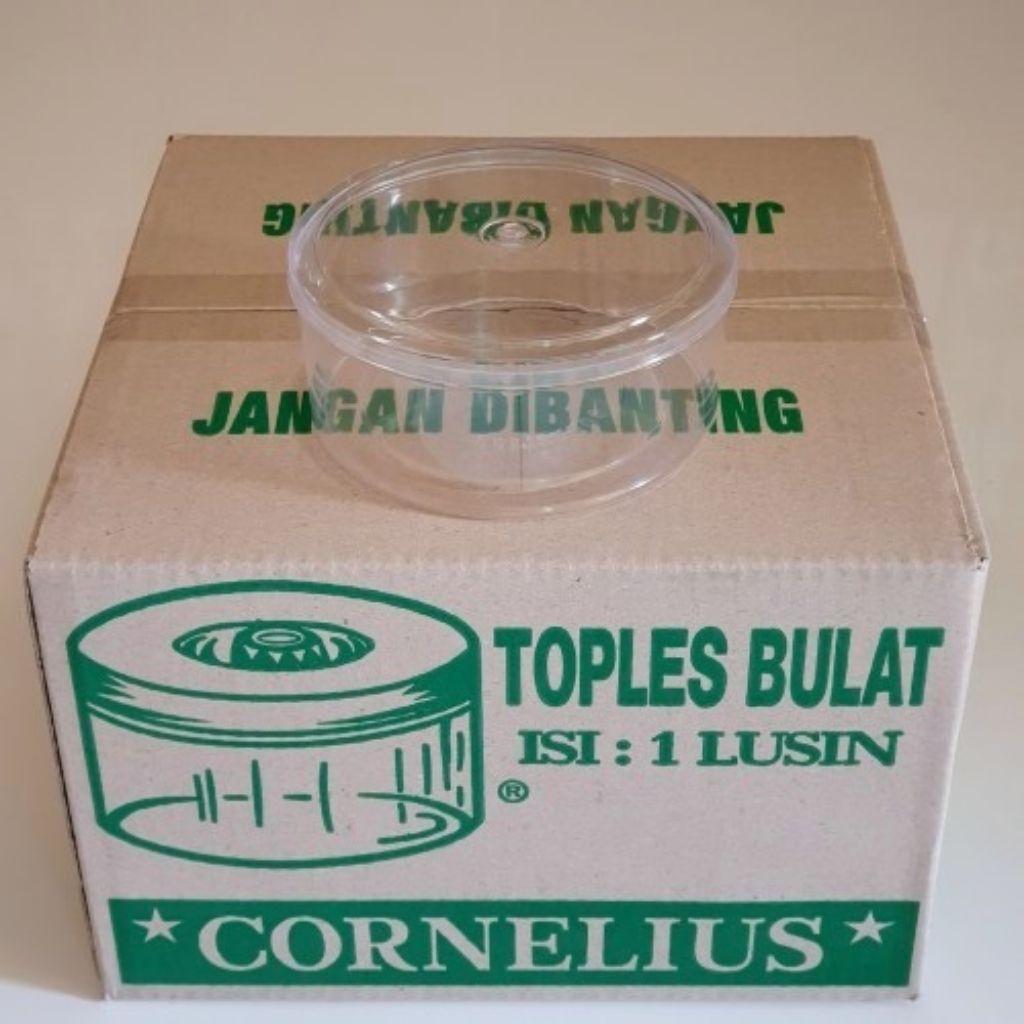 JANGAN DIBANTING
JANGAN DIBANTING
TOPLES BULAT
ISI : 1 LUSIN
®
CORNELIUS